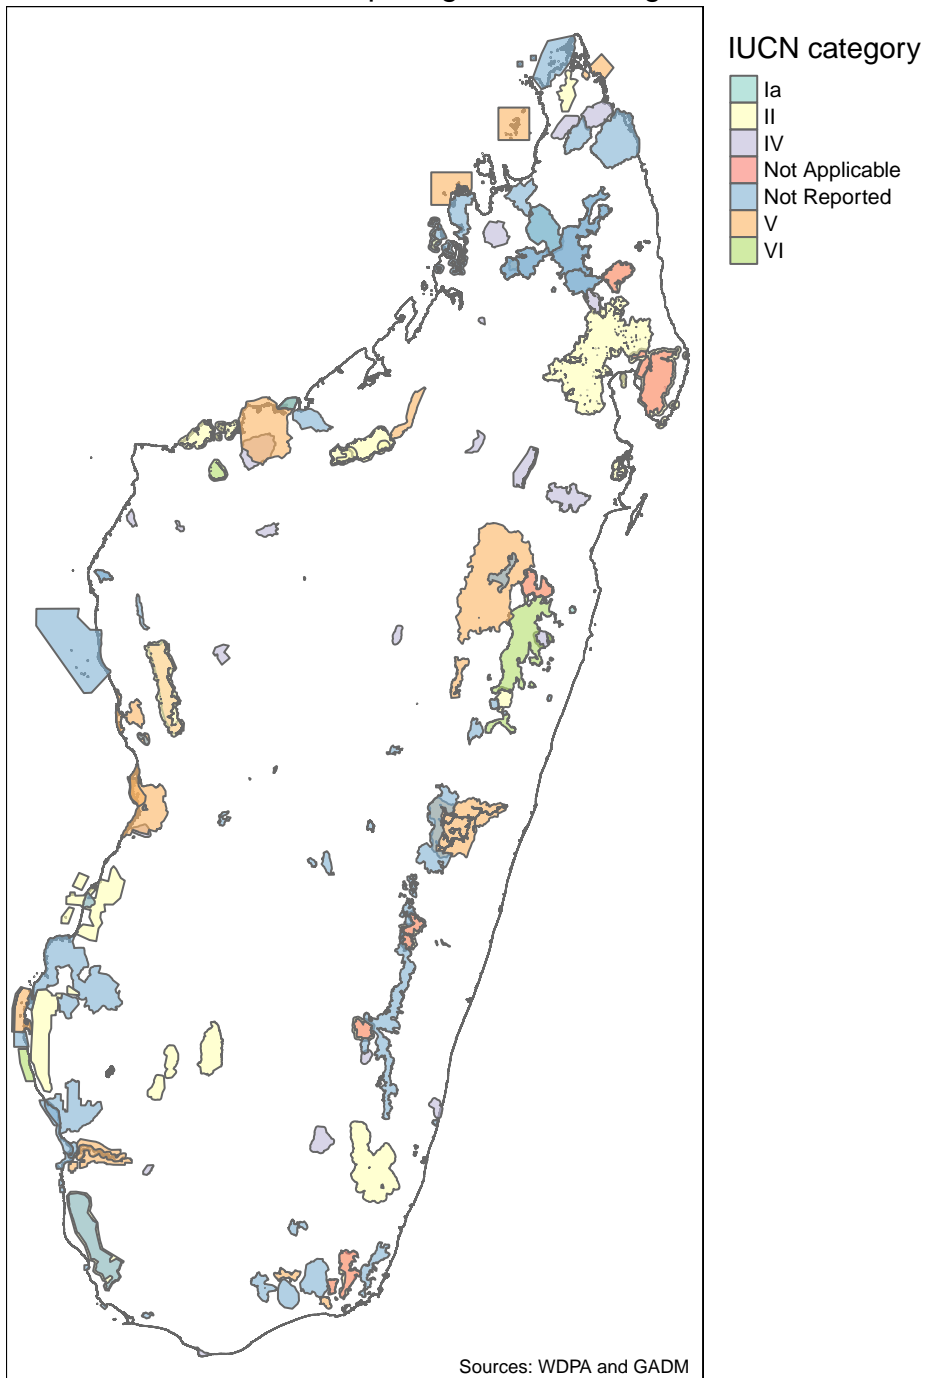 IUCN category
Ia
II
IV
Not Applicable
Not Reported
V
VI
Sources: WDPA and GADM